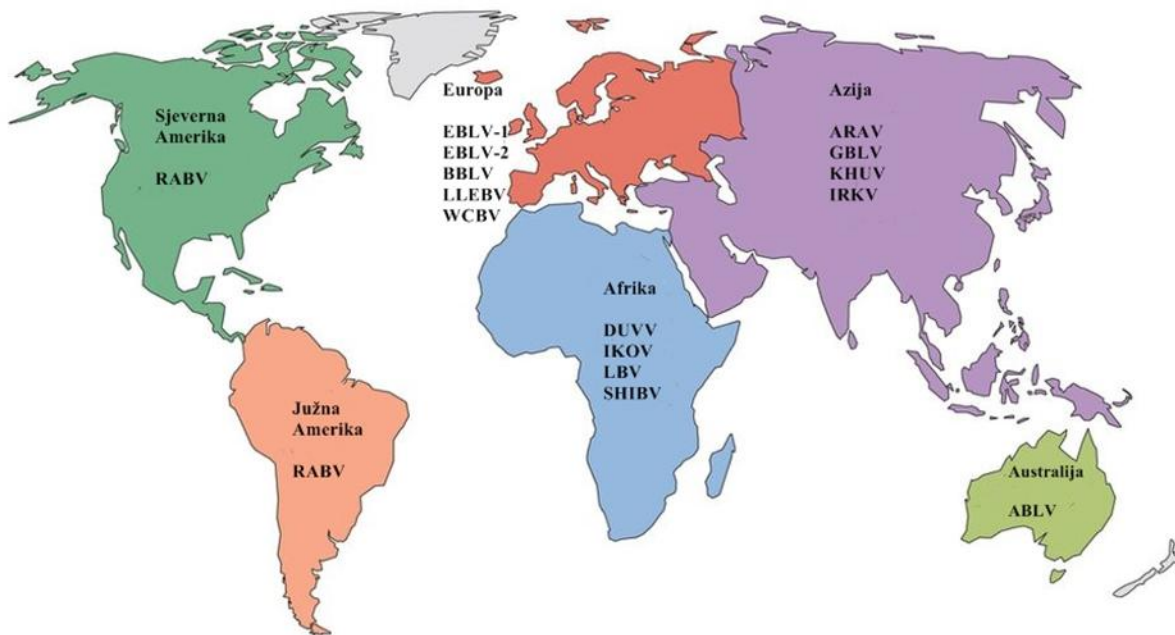 Sjeverna
Amerika
RABV
Europa
EBLV-1
EBLV-2
BBLV
LLEBV
WCBV
Azija
ARAV
GBLV
KHUV
IRKV
Afrika
DUVV
IKOV
LBV
SHIBV
Južna
Amerika
RABV
Australija
ABLV